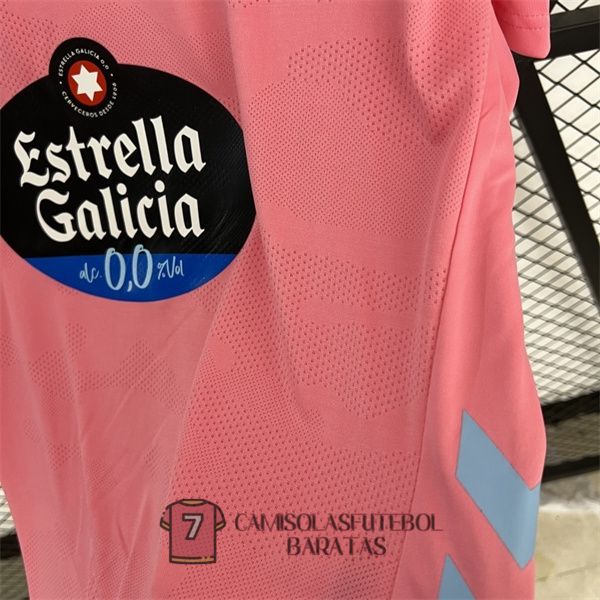 ESTRELLA GALICIA 0,0
CERVECEROS DESDE 1906
Estrella
Galicia
alc. 0,0 %Vol
7
CAMISOLASFUTEBOL
BARATAS